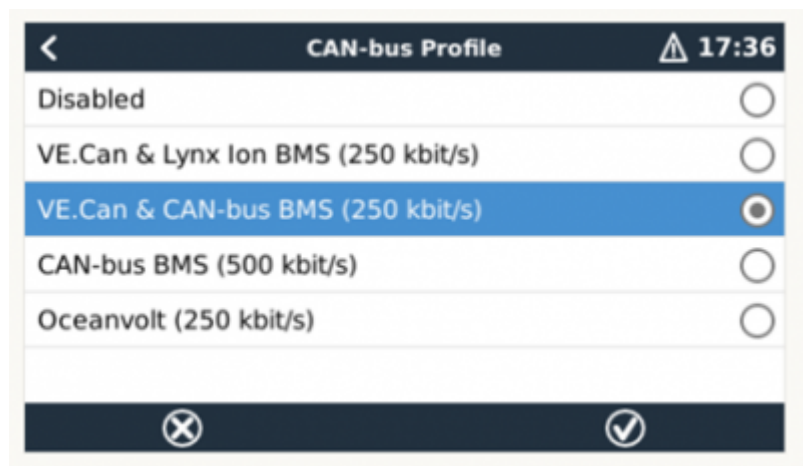 CAN-bus Profile 17:36
Disabled
VE.Can & Lynx Ion BMS (250 kbit/s)
VE.Can & CAN-bus BMS (250 kbit/s)
CAN-bus BMS (500 kbit/s)
Oceanvolt (250 kbit/s)